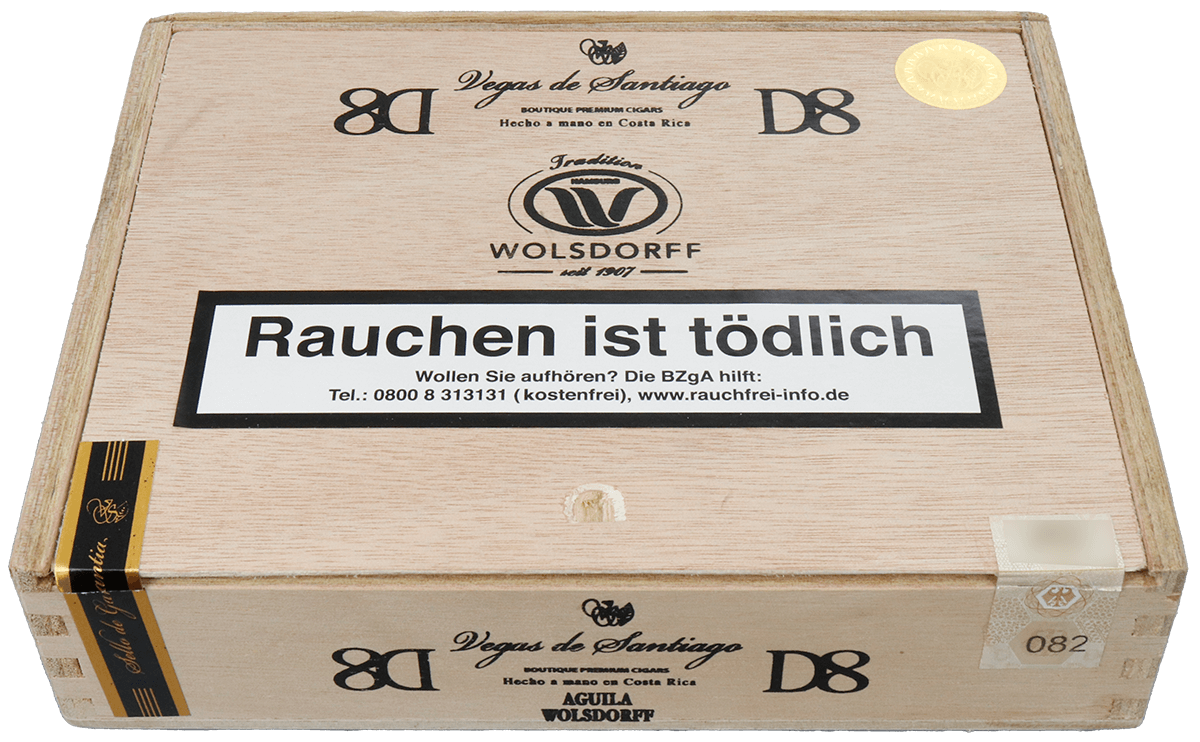 Vegas de Santiago
BOUTIQUE PREMIUM CIGARS
Hecho a mano en Costa Rica
8D
D8
Tradition
HAMBURG
W
WOLSDORFF
seit 1907
Rauchen ist tödlich
Wollen Sie aufhören? Die BZgA hilft:
Tel.: 0800 8 313131 (kostenfrei), www.rauchfrei-info.de
Sello de Garantia
082
Vegas de Santiago
8D
D8
BOUTIQUE PREMIUM CIGARS
Hecho a mano en Costa Rica
AGUILA
WOLSDORFF